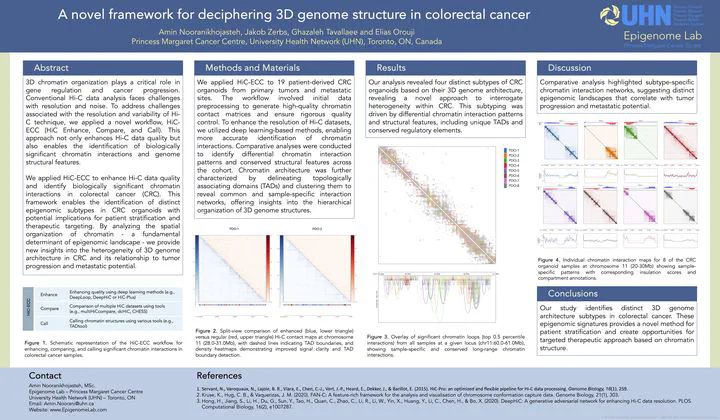 A novel framework for deciphering 3D genome structure in colorectal cancer
Amin Nooranikhojasteh, Jakob Zerbs, Ghazaleh Tavallaee and Elias Orouji
Princess Margaret Cancer Centre, University Health Network (UHN), Toronto, ON, Canada
UHN
Epigenome Lab
Princess Margaret Cancer Centre
Abstract
3D chromatin organization plays a critical role in
gene regulation and cancer progression.
Conventional Hi-C data analysis faces challenges
with resolution and noise. To address challenges
associated with the resolution and variability of Hi-
C technique, we applied a novel workflow, HiC-
ECC (HiC Enhance, Compare, and Call). This
approach not only enhances Hi-C data quality but
also enables the identification of biologically
significant chromatin interactions and genome
structural features.
We applied HiC-ECC to enhance Hi-C data quality
and identify biologically significant chromatin
interactions in colorectal cancer (CRC). This
framework enables the identification of distinct
epigenomic subtypes in CRC organoids with
potential implications for patient stratification and
therapeutic targeting. By analyzing the spatial
organization of chromatin - a fundamental
determinant of epigenomic landscape - we provide
new insights into the heterogeneity of 3D genome
architecture in CRC and its relationship to tumor
progression and metastatic potential.
HiC-ECC
Enhance
Enhancing quality using deep learning methods (e.g.,
DeepLoop, DeepHiC or HiC-Plus)
Compare
Comparison of multiple HiC datasets using tools
(e.g., multiHiCcompare, dcHiC, CHESS)
Call
Calling chromatin structures using various tools (e.g.,
TADtool)
Figure 1. Schematic representation of the HiC-ECC workflow for
enhancing, comparing, and calling significant chromatin interactions in
colorectal cancer samples.
Methods and Materials
We applied HiC-ECC to 19 patient-derived CRC
organoids from primary tumors and metastatic
sites. The workflow involved initial data
preprocessing to generate high-quality chromatin
contact matrices and ensure rigorous quality
control. To enhance the resolution of Hi-C datasets,
we utilized deep learning-based methods, enabling
more accurate identification of chromatin
interactions. Comparative analyses were conducted
to identify differential chromatin interaction
patterns and conserved structural features across
the cohort. Chromatin architecture was further
characterized by delineating topologically
associating domains (TADs) and clustering them to
reveal common and sample-specific interaction
networks, offering insights into the hierarchical
organization of 3D genome structures.
PDO-1
PDO-2
Figure 2. Split-view comparison of enhanced (blue, lower triangle)
versus regular (red, upper triangle) Hi-C contact maps at chromosome
11 (28.0-31.0Mb), with dashed lines indicating TAD boundaries, and
density heatmaps demonstrating improved signal clarity and TAD
boundary detection.
Results
Our analysis revealed four distinct subtypes of CRC
organoids based on their 3D genome architecture,
revealing a novel approach to interrogate
heterogeneity within CRC. This subtyping was
driven by differential chromatin interaction patterns
and structural features, including unique TADs and
conserved regulatory elements.
PDO-1
PDO-2
PDO-3
PDO-4
PDO-5
PDO-6
PDO-7
PDO-8
Figure 3. Overlay of significant chromatin loops (top 0.5 percentile
interactions) from all samples at a given locus (chr11:60.0-61.0Mb),
showing sample-specific and conserved long-range chromatin
interactions.
Discussion
Comparative analysis highlighted subtype-specific
chromatin interaction networks, suggesting distinct
epigenomic landscapes that correlate with tumor
progression and metastatic potential.
Figure 4. Individual chromatin interaction maps for 8 of the CRC
organoid samples at chromosome 11 (20-30Mb) showing sample-
specific patterns with corresponding insulation scores and
compartment annotations.
Conclusions
Our study identifies distinct 3D genome
architecture subtypes in colorectal cancer. These
epigenomic signatures provide a novel method for
patient stratification and create opportunities for
targeted therapeutic approach based on chromatin
structure.
Contact
Amin Nooranikhojasteh, MSc.
Epigenome Lab – Princess Margaret Cancer Centre
University Health Network (UHN) – Toronto, ON
Email: Amin.Noorani@uhn.ca
Website: www.EpigenomeLab.com
References
1. Servant, N., Varoquaux, N., Lajoie, B. R., Viara, E., Chen, C.-J., Vert, J.-P., Heard, E., Dekker, J., & Barillot, E. (2015). HiC-Pro: an optimized and flexible pipeline for Hi-C data processing. Genome Biology, 16(1), 259.
2. Kruse, K., Hug, C. B., & Vaquerizas, J. M. (2020). FAN-C: A feature-rich framework for the analysis and visualisation of chromosome conformation capture data. Genome Biology, 21(1), 303.
3. Hong, H., Jiang, S., Li, H., Du, G., Sun, Y., Tao, H., Quan, C., Zhao, C., Li, R., Li, W., Yin, X., Huang, Y., Li, C., Chen, H., & Bo, X. (2020). DeepHiC: A generative adversarial network for enhancing Hi-C data resolution. PLOS
Computational Biology, 16(2), e1007287.